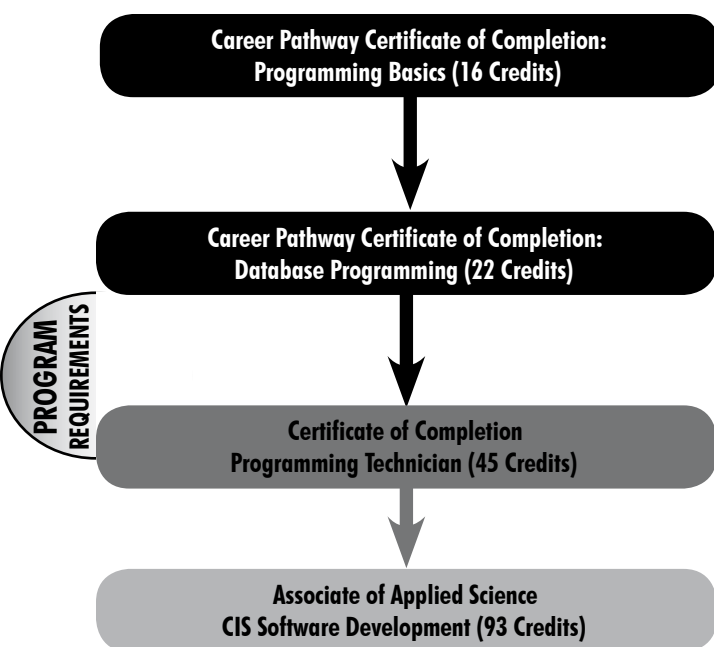 Career Pathway Certificate of Completion:
Programming Basics (16 Credits)
Career Pathway Certificate of Completion:
Database Programming (22 Credits)
PROGRAM
REQUIREMENTS
Certificate of Completion
Programming Technician (45 Credits)
Associate of Applied Science
CIS Software Development (93 Credits)